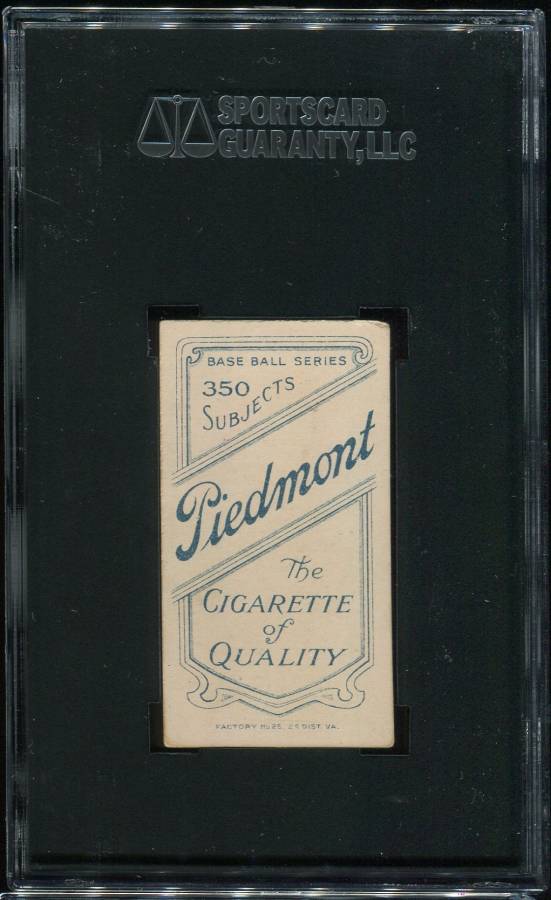 SPORTSCARD
GUARANTY, LLC
BASE BALL SERIES
350
SUBJECTS
Piedmont
The
CIGARETTE
of
QUALITY
FACTORY No 25, 2D DIST. VA.